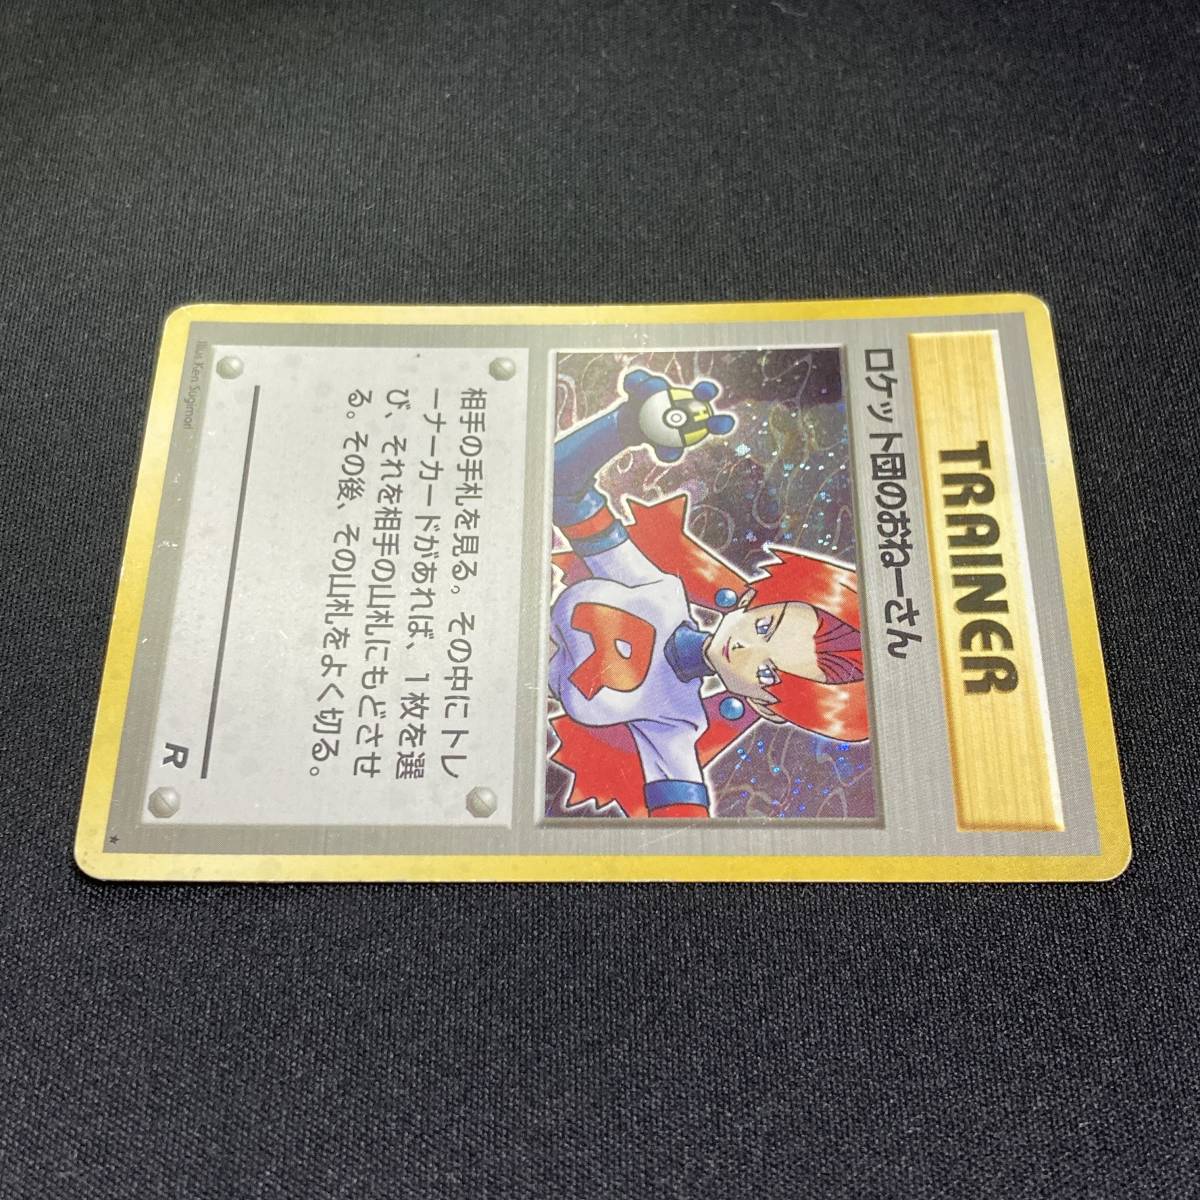 TRAINER
ロケット団のおねーさん
R
H
相手の手札を見る。その中にトレ
ーナーカードがあれば、1枚を選
び、それを相手の山札にもどさせ
る。その後、その山札をよく切る。
R
Illus. Ken Sugimori
★